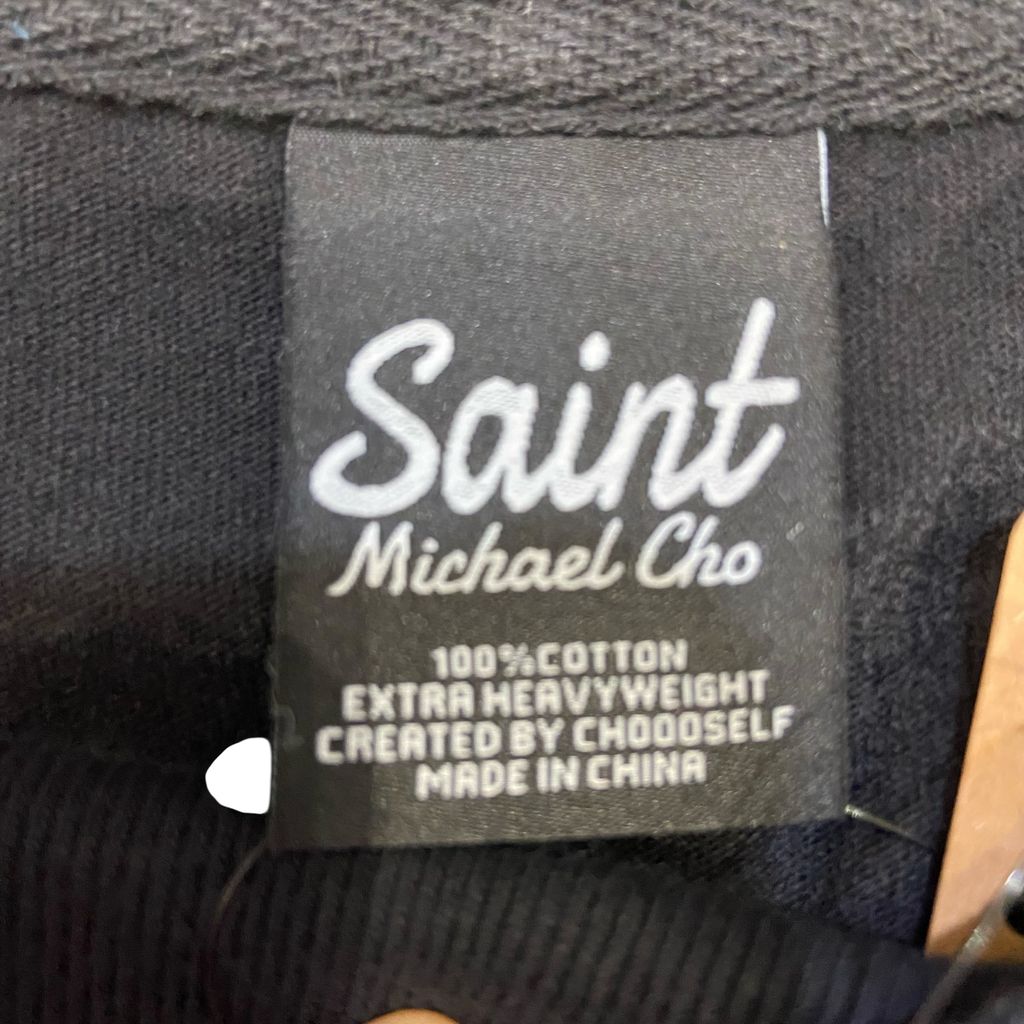 Saint
Michael Cho
100%COTTON
EXTRA HEAVYWEIGHT
CREATED BY CHOOOSELF
MADE IN CHINA